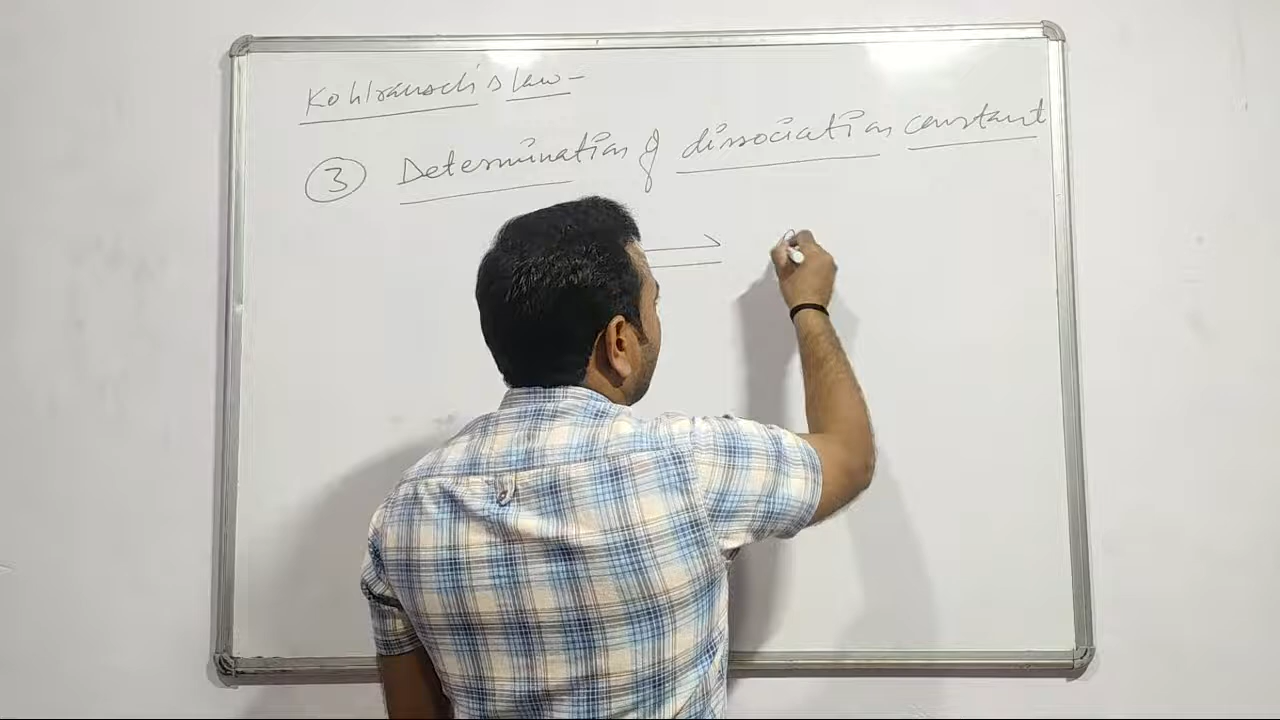 Kohlrausch's law -
③ Determination of dissociation constant
⇌